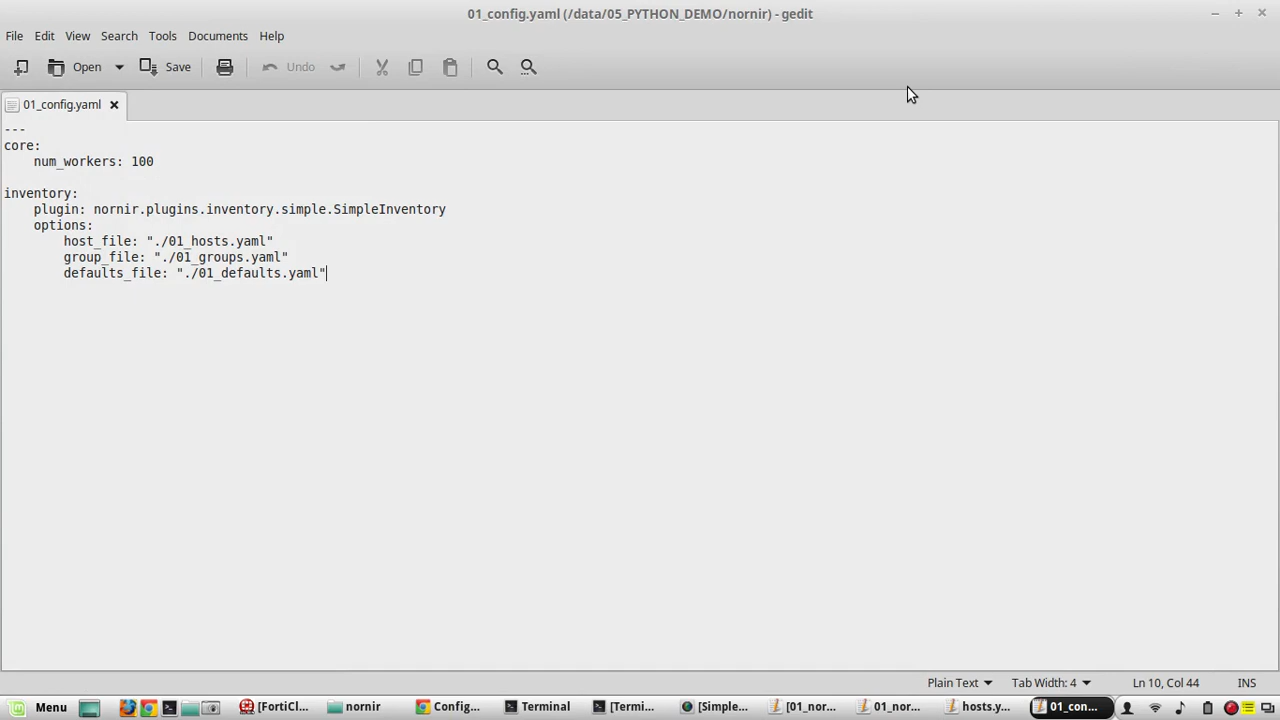 01_config.yaml (/data/05_PYTHON_DEMO/nornir) - gedit
File Edit View Search Tools Documents Help
Open Save Undo
01_config.yaml
---
core:
    num_workers: 100
inventory:
    plugin: nornir.plugins.inventory.simple.SimpleInventory
    options:
        host_file: "./01_hosts.yaml"
        group_file: "./01_groups.yaml"
        defaults_file: "./01_defaults.yaml"
Plain Text Tab Width: 4 Ln 10, Col 44 INS
Menu [FortiCl... nornir Config... Terminal [Termi... [Simple... [01_nor... 01_nor... hosts.y... 01_con...